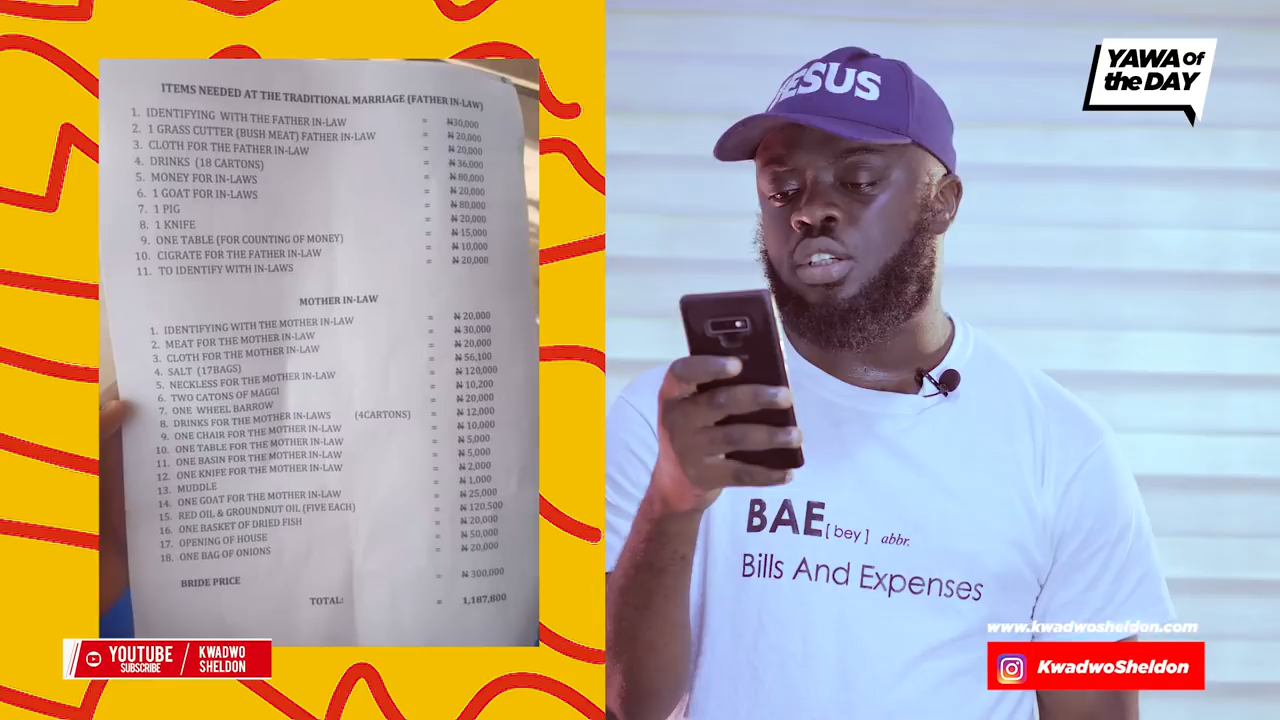 ITEMS NEEDED AT THE TRADITIONAL MARRIAGE (FATHER IN-LAW)
1. IDENTIFYING WITH THE FATHER IN-LAW = ₦30,000
2. 1 GRASS CUTTER (BUSH MEAT) FATHER IN-LAW = ₦ 20,000
3. CLOTH FOR THE FATHER IN-LAW = ₦ 20,000
4. DRINKS (18 CARTONS) = ₦ 36,000
5. MONEY FOR IN-LAWS = ₦ 80,000
6. 1 GOAT FOR IN-LAWS = ₦ 20,000
7. 1 PIG = ₦ 80,000
8. 1 KNIFE = ₦ 20,000
9. ONE TABLE (FOR COUNTING OF MONEY) = ₦ 15,000
10. CIGRATE FOR THE FATHER IN-LAW = ₦ 10,000
11. TO IDENTIFY WITH IN-LAWS = ₦ 20,000
MOTHER IN-LAW
1. IDENTIFYING WITH THE MOTHER IN-LAW = ₦ 20,000
2. MEAT FOR THE MOTHER IN-LAW = ₦ 30,000
3. CLOTH FOR THE MOTHER IN-LAW = ₦ 20,000
4. SALT (17BAGS) = ₦ 56,100
5. NECKLESS FOR THE MOTHER IN-LAW = ₦ 120,000
6. TWO CATONS OF MAGGI = ₦ 10,200
7. ONE WHEEL BARROW = ₦ 20,000
8. DRINKS FOR THE MOTHER IN-LAWS (4CARTONS) = ₦ 12,000
9. ONE CHAIR FOR THE MOTHER IN-LAW = ₦ 10,000
10. ONE TABLE FOR THE MOTHER IN-LAW = ₦ 5,000
11. ONE BASIN FOR THE MOTHER IN-LAW = ₦ 5,000
12. ONE KNIFE FOR THE MOTHER IN-LAW = ₦ 2,000
13. MUDDLE = ₦ 1,000
14. ONE GOAT FOR THE MOTHER IN-LAW = ₦ 25,000
15. RED OIL & GROUNDNUT OIL (FIVE EACH) = ₦ 120,500
16. ONE BASKET OF DRIED FISH = ₦ 20,000
17. OPENING OF HOUSE = ₦ 50,000
18. ONE BAG OF ONIONS = ₦ 20,000
BRIDE PRICE = ₦ 300,000
TOTAL: = 1,187,800
YOUTUBE
SUBSCRIBE
KWADWO
SHELDON
JESUS
YAWA of
the DAY
BAE [bey] abbr.
Bills And Expenses
www.kwadwosheldon.com
KwadwoSheldon